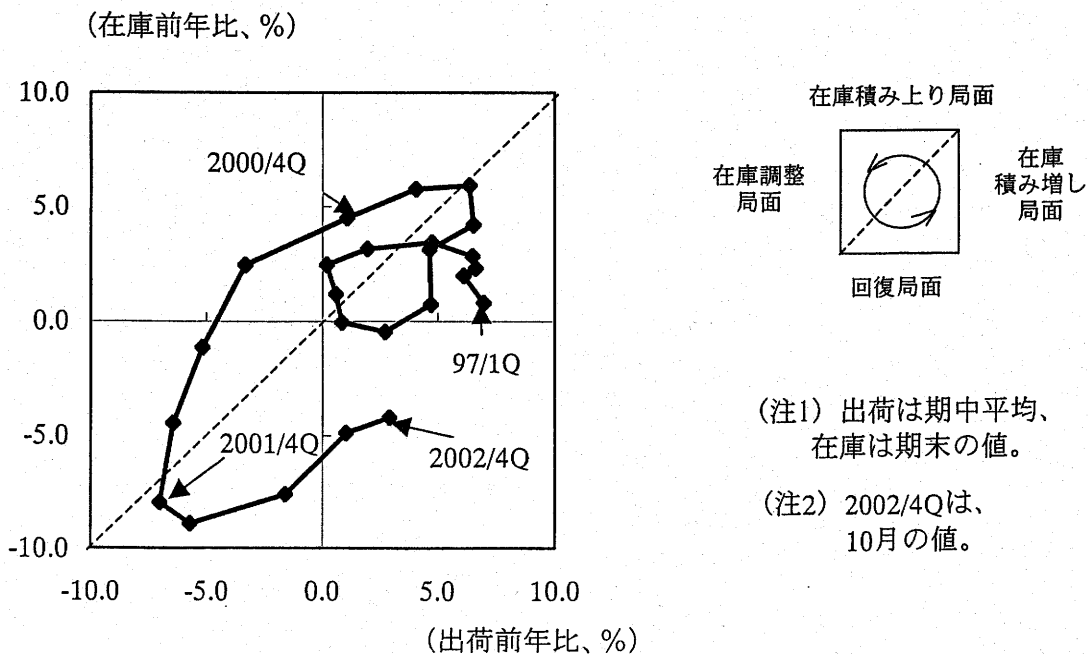 (在庫前年比、%)
10.0
5.0
0.0
-5.0
-10.0
-10.0
-5.0
0.0
5.0
10.0
(出荷前年比、%)
2000/4Q
97/1Q
2001/4Q
2002/4Q
在庫積み上り局面
在庫調整
局面
在庫
積み増し
局面
回復局面
(注1) 出荷は期中平均、
在庫は期末の値。
(注2) 2002/4Qは、
10月の値。